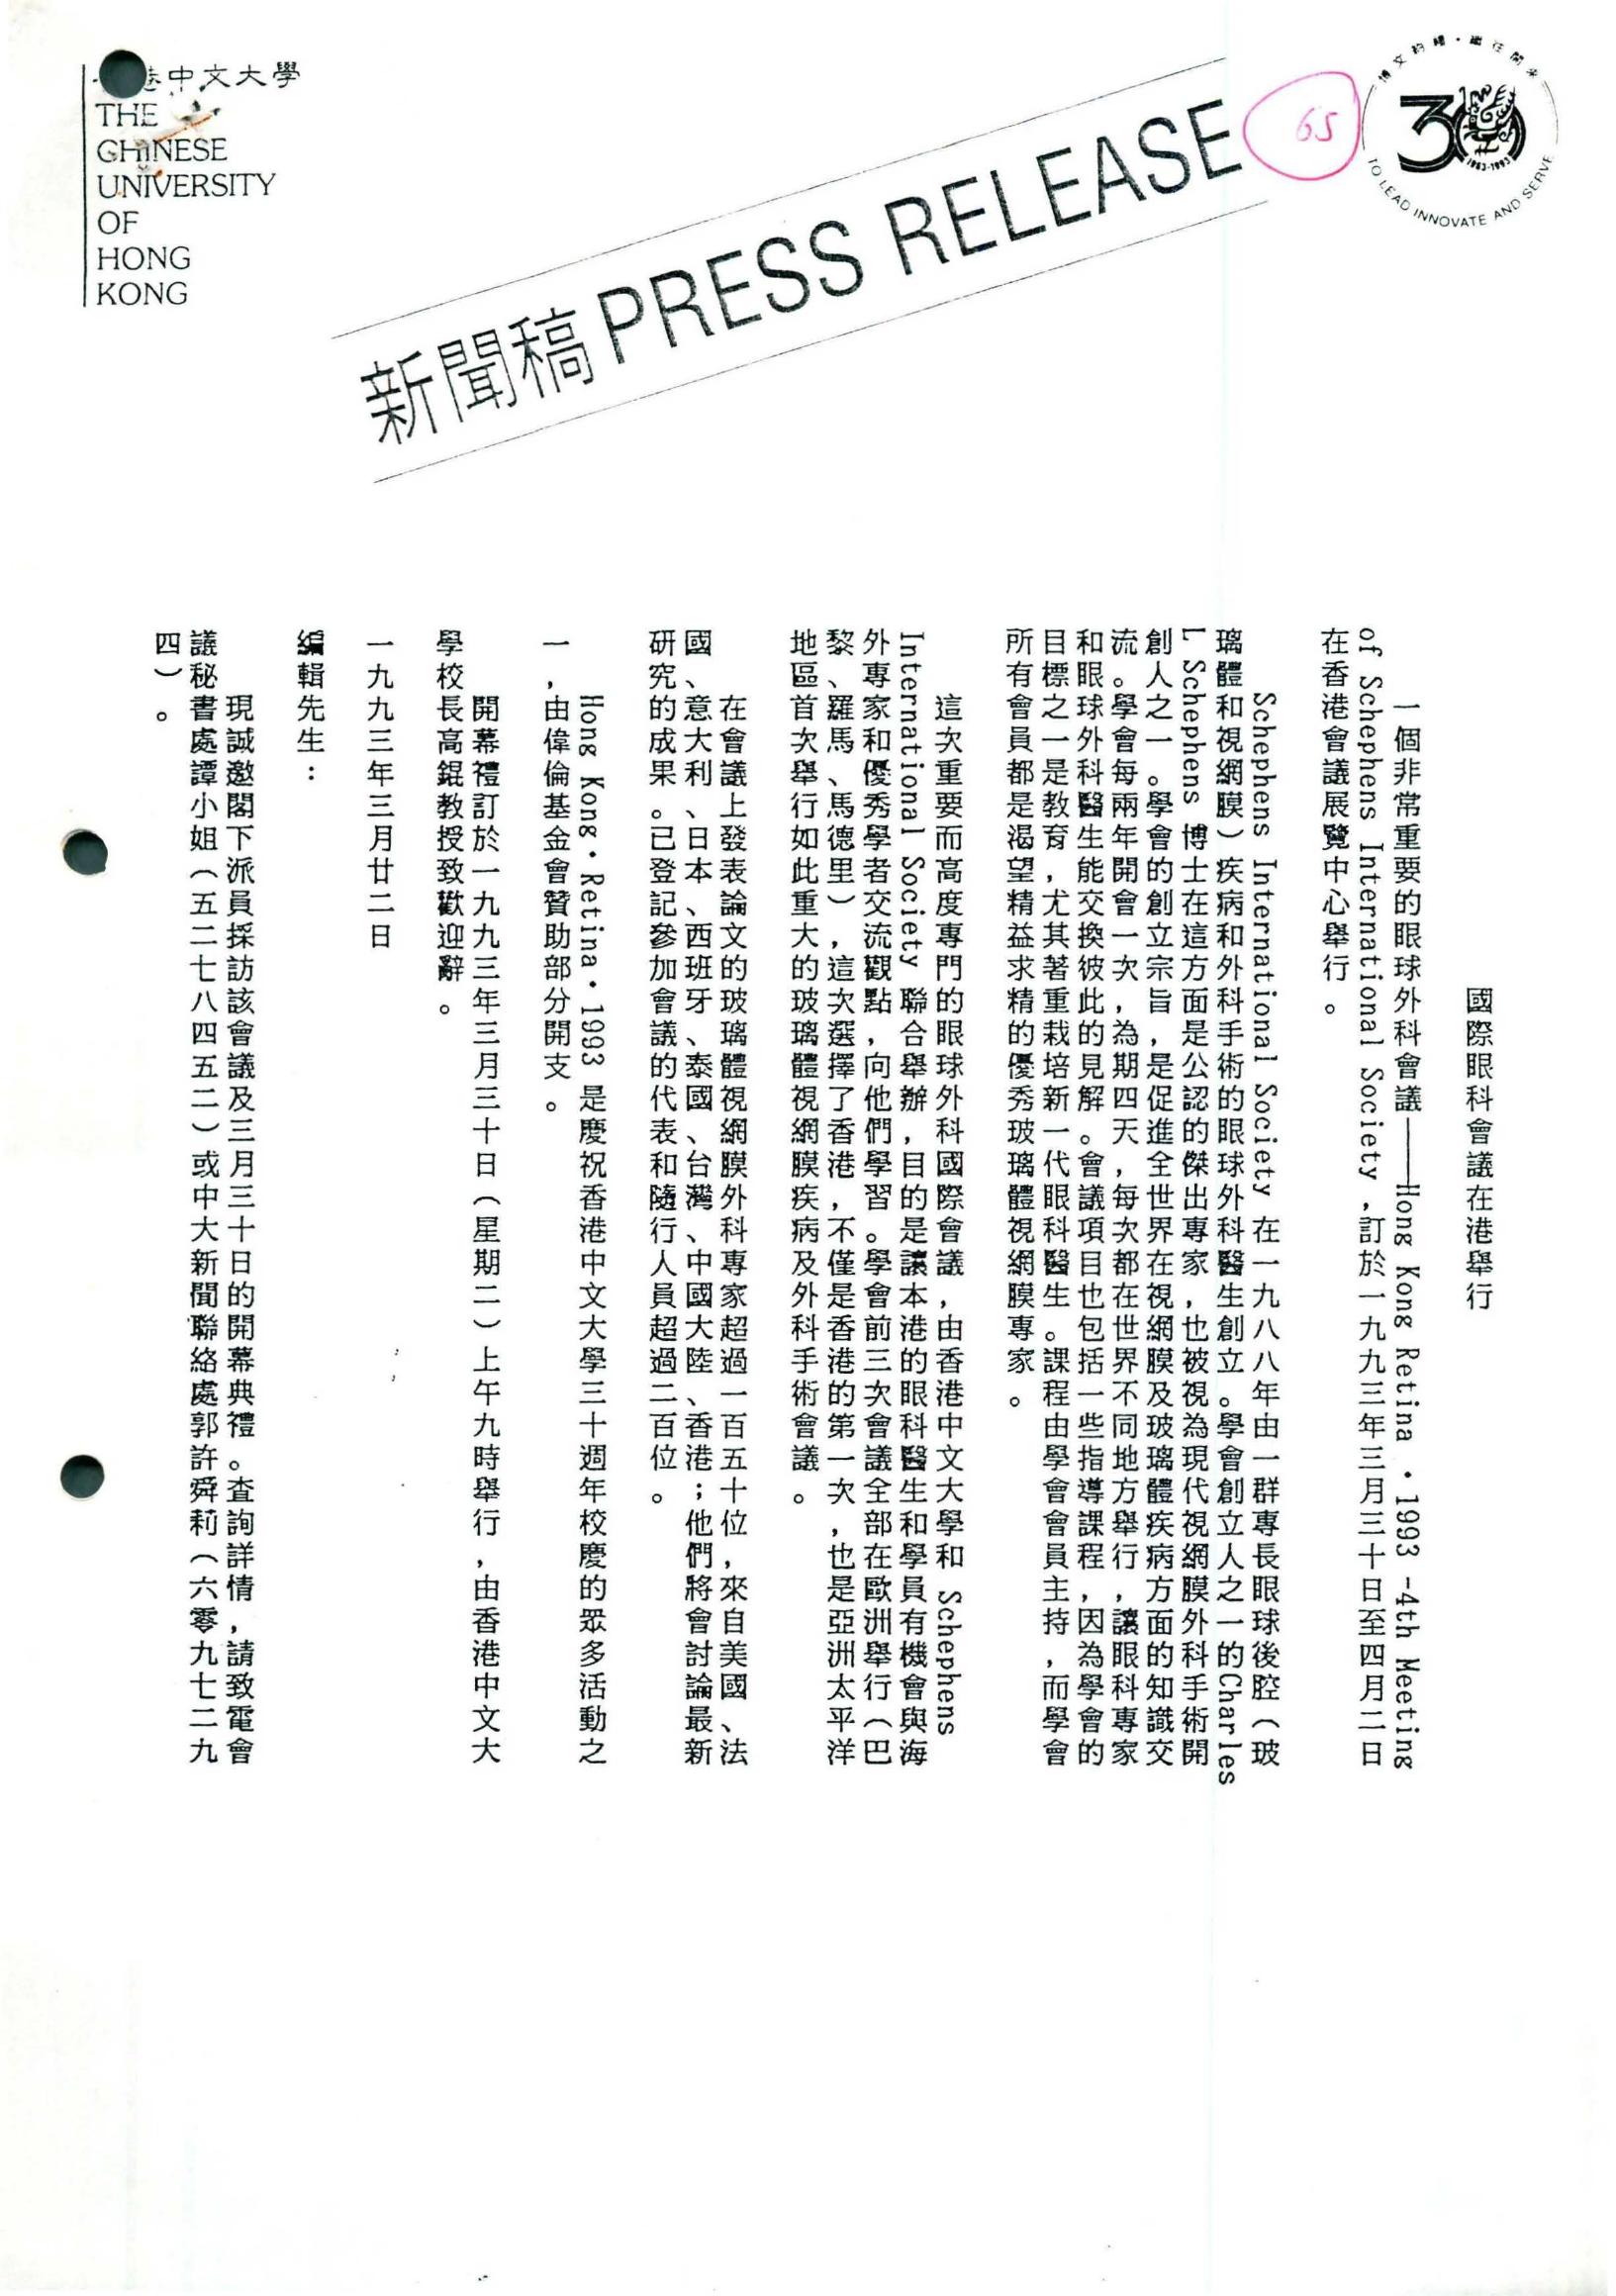 香港中文大學
THE
CHINESE
UNIVERSITY
OF
HONG
KONG
新聞稿 PRESS RELEASE
65
博文約禮·繼往開來
30
1963-1993
TO LEAD INNOVATE AND SERVE
國際眼科會議在港舉行
一個非常重要的眼球外科會議——Hong Kong Retina·1993 -4th Meeting
of Schephens International Society，訂於一九九三年三月三十日至四月二日
在香港會議展覽中心舉行。
Schephens International Society 在一九八八年由一群專長眼球後腔（玻
璃體和視網膜）疾病和外科手術的眼球外科醫生創立。學會創立人之一的Charles
L Schephens 博士在這方面是公認的傑出專家，也被視為現代視網膜外科手術開
創人之一。學會的創立宗旨，是促進全世界在視網膜及玻璃體疾病方面的知識交
流。學會每兩年開會一次，為期四天，每次都在世界不同地方舉行，讓眼科專家
和眼球外科醫生能交換彼此的見解。會議項目也包括一些指導課程，因為學會的
目標之一是教育，尤其著重栽培新一代眼科醫生。課程由學會會員主持，而學會
所有會員都是渴望精益求精的優秀玻璃體視網膜專家。
這次重要而高度專門的眼球外科國際會議，由香港中文大學和 Schephens
International Society 聯合舉辦，目的是讓本港的眼科醫生和學員有機會與海
外專家和優秀學者交流觀點，向他們學習。學會前三次會議全部在歐洲舉行（巴
黎、羅馬、馬德里），這次選擇了香港，不僅是香港的第一次，也是亞洲太平洋
地區首次舉行如此重大的玻璃體視網膜疾病及外科手術會議。
在會議上發表論文的玻璃體視網膜外科專家超過一百五十位，來自美國、法
國、意大利、日本、西班牙、泰國、台灣、中國大陸、香港；他們將會討論最新
研究的成果。已登記參加會議的代表和隨行人員超過二百位。
Hong Kong·Retina·1993 是慶祝香港中文大學三十週年校慶的眾多活動之
一，由偉倫基金會贊助部分開支。
開幕禮訂於一九九三年三月三十日（星期二）上午九時舉行，由香港中文大
學校長高錕教授致歡迎辭。
一九九三年三月廿二日
編輯先生：
現誠邀閣下派員採訪該會議及三月三十日的開幕典禮。查詢詳情，請致電會
議秘書處譚小姐（五二七八四五二）或中大新聞聯絡處郭許舜莉（六零九七二九
四）。